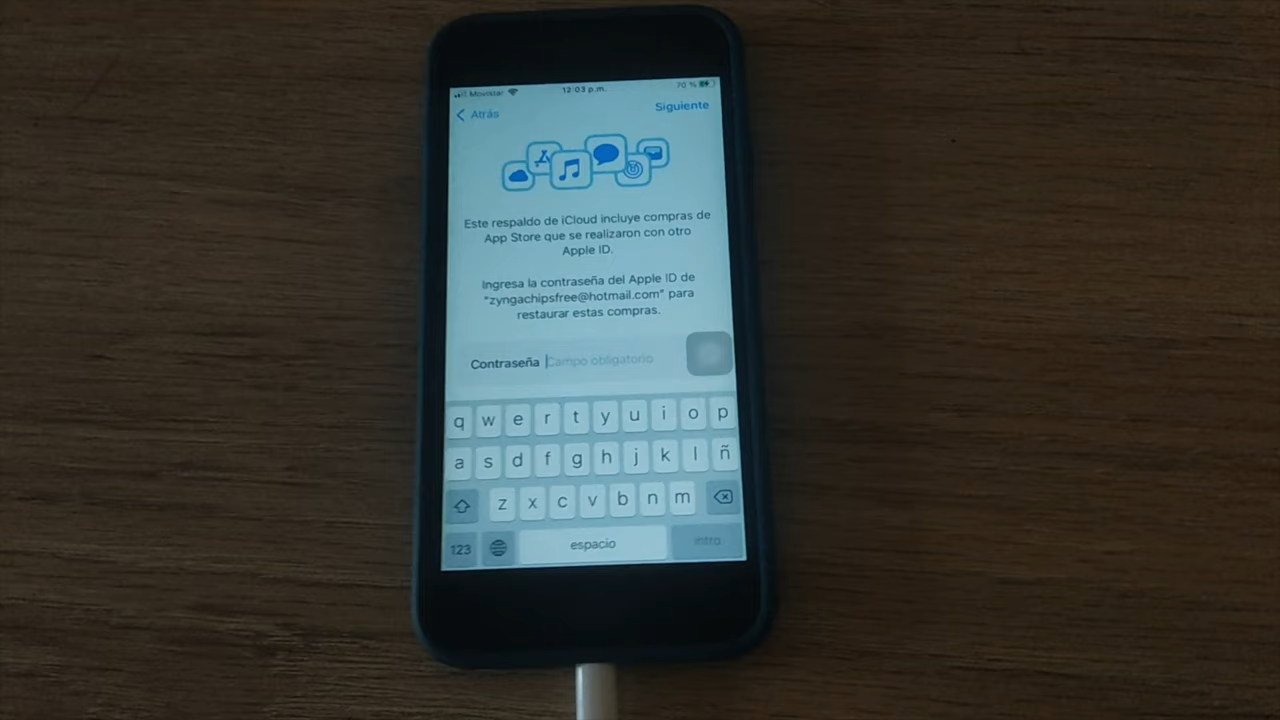 Movistar 12:03 p.m. 70 %
Atrás Siguiente
Este respaldo de iCloud incluye compras de
App Store que se realizaron con otro
Apple ID.
Ingresa la contraseña del Apple ID de
“zyngachipsfree@hotmail.com” para
restaurar estas compras.
Contraseña Campo obligatorio
q w e r t y u i o p
a s d f g h j k l ñ
z x c v b n m
123 espacio intro